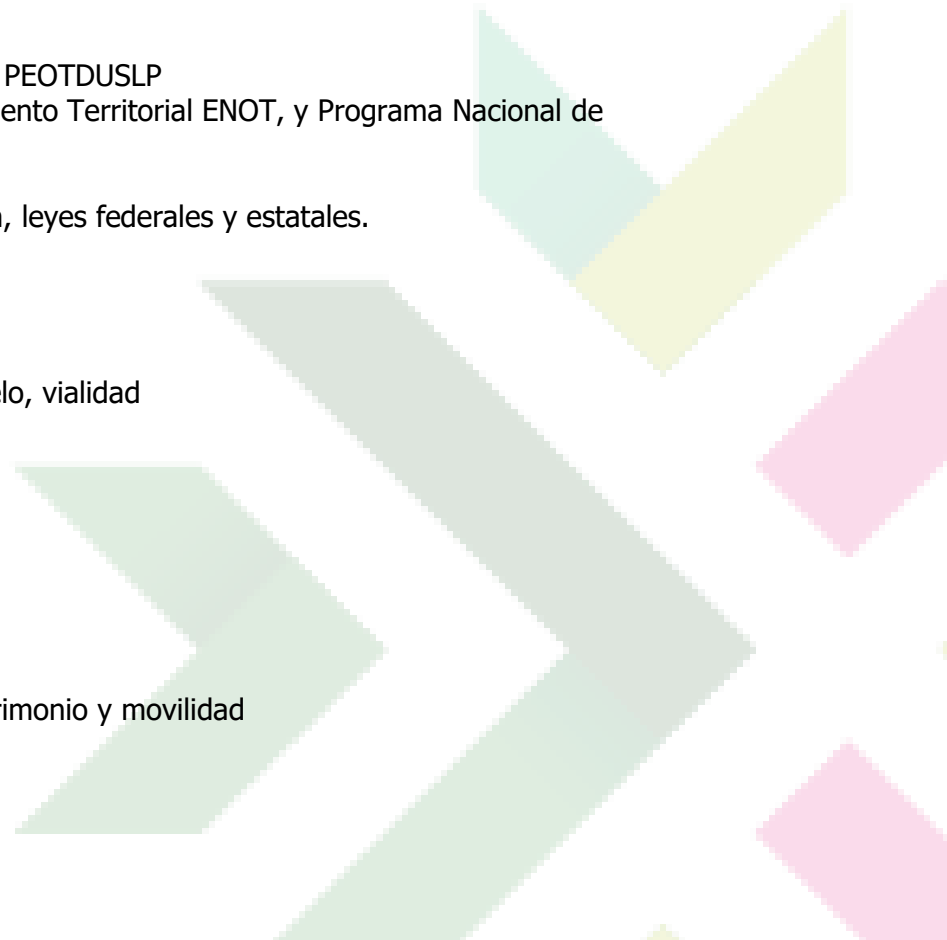 PEOTDUSLP
ento Territorial ENOT, y Programa Nacional de
, leyes federales y estatales.
lo, vialidad
rimonio y movilidad